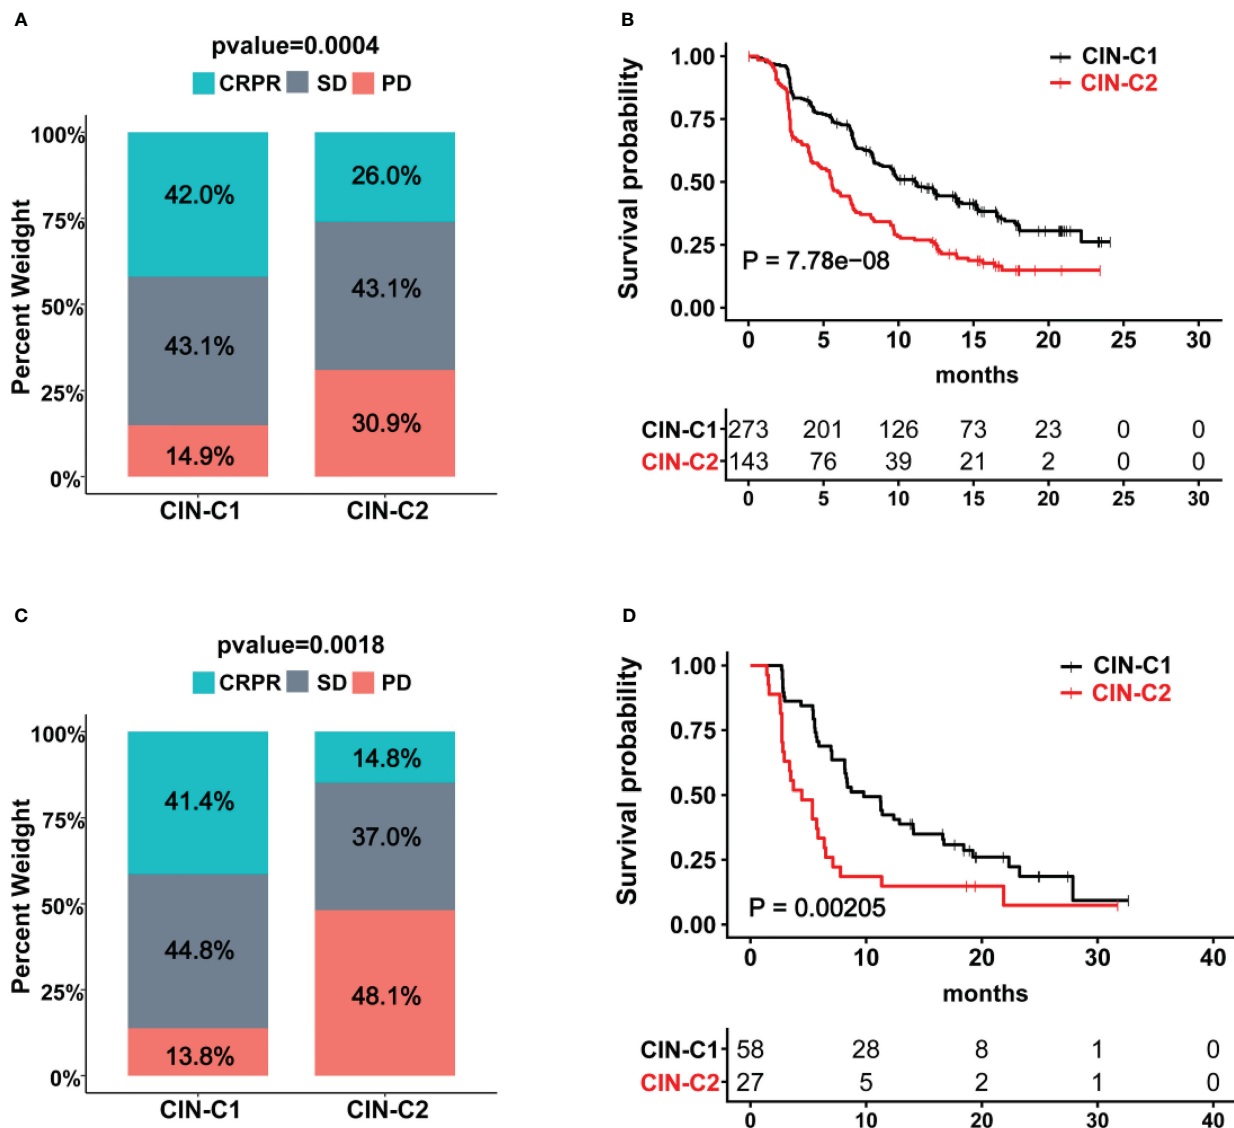 A
pvalue=0.0004
CRPR SD PD
Percent Weidght
100%
75%
50%
25%
0%
42.0%
43.1%
14.9%
26.0%
43.1%
30.9%
CIN-C1 CIN-C2
B
Survival probability
1.00
0.75
0.50
0.25
0.00
CIN-C1
CIN-C2
P = 7.78e−08
0 5 10 15 20 25 30
months
CIN-C1 273 201 126 73 23 0 0
CIN-C2 143 76 39 21 2 0 0
0 5 10 15 20 25 30
C
pvalue=0.0018
CRPR SD PD
Percent Weidght
100%
75%
50%
25%
0%
41.4%
44.8%
13.8%
14.8%
37.0%
48.1%
CIN-C1 CIN-C2
D
Survival probability
1.00
0.75
0.50
0.25
0.00
CIN-C1
CIN-C2
P = 0.00205
0 10 20 30 40
months
CIN-C1 58 28 8 1 0
CIN-C2 27 5 2 1 0
0 10 20 30 40